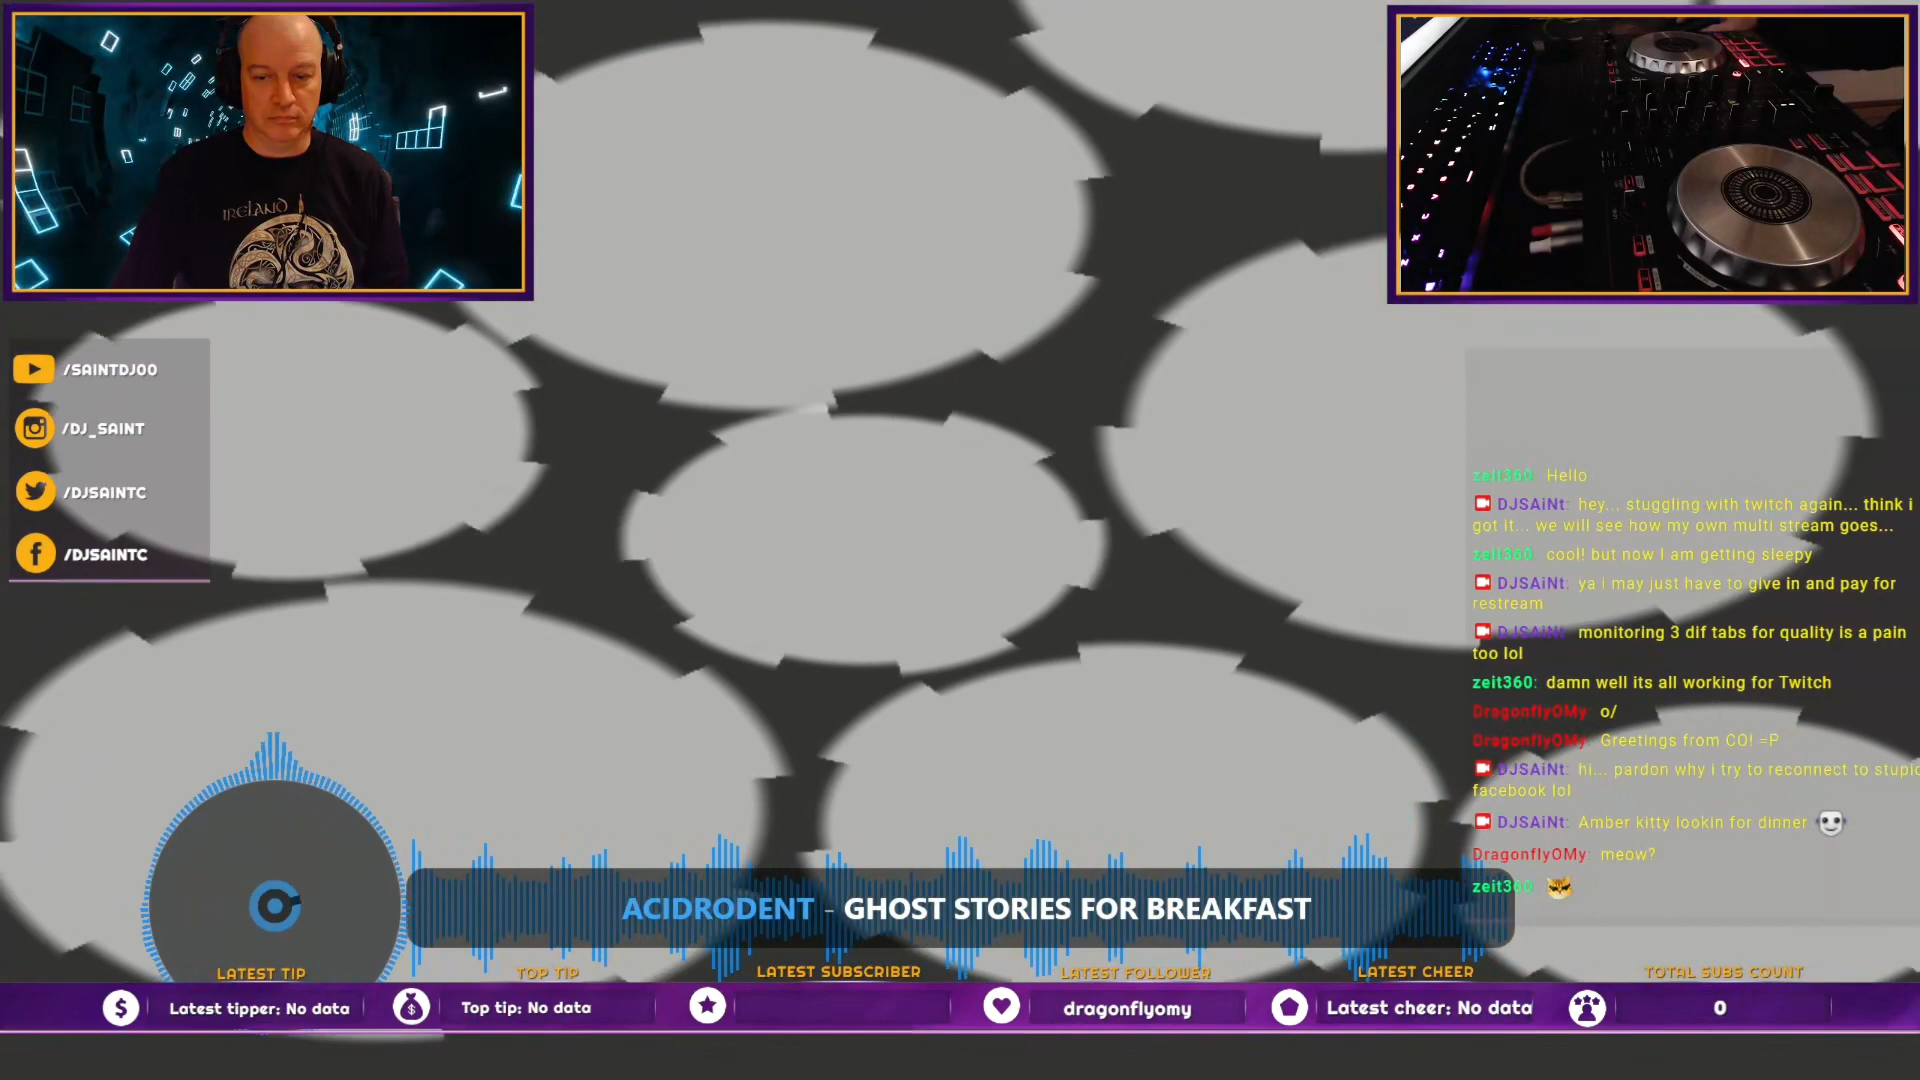 IRELAND
/SAINTDJ00
/DJ_SAINT
/DJSAINTC
/DJSAINTC
zeit360: Hello
DJSAiNt: hey... stuggling with twitch again... think i
got it... we will see how my own multi stream goes...
zeit360: cool! but now I am getting sleepy
DJSAiNt: ya i may just have to give in and pay for
restream
DJSAiNt: monitoring 3 dif tabs for quality is a pain
too lol
zeit360: damn well its all working for Twitch
DragonflyOMy: o/
DragonflyOMy: Greetings from CO! =P
DJSAiNt: hi... pardon why i try to reconnect to stupid
facebook lol
DJSAiNt: Amber kitty lookin for dinner
DragonflyOMy: meow?
zeit360:
ACIDRODENT - GHOST STORIES FOR BREAKFAST
LATEST TIP
TOP TIP
LATEST SUBSCRIBER
LATEST FOLLOWER
LATEST CHEER
TOTAL SUBS COUNT
Latest tipper: No data
Top tip: No data
dragonflyomy
Latest cheer: No data
0